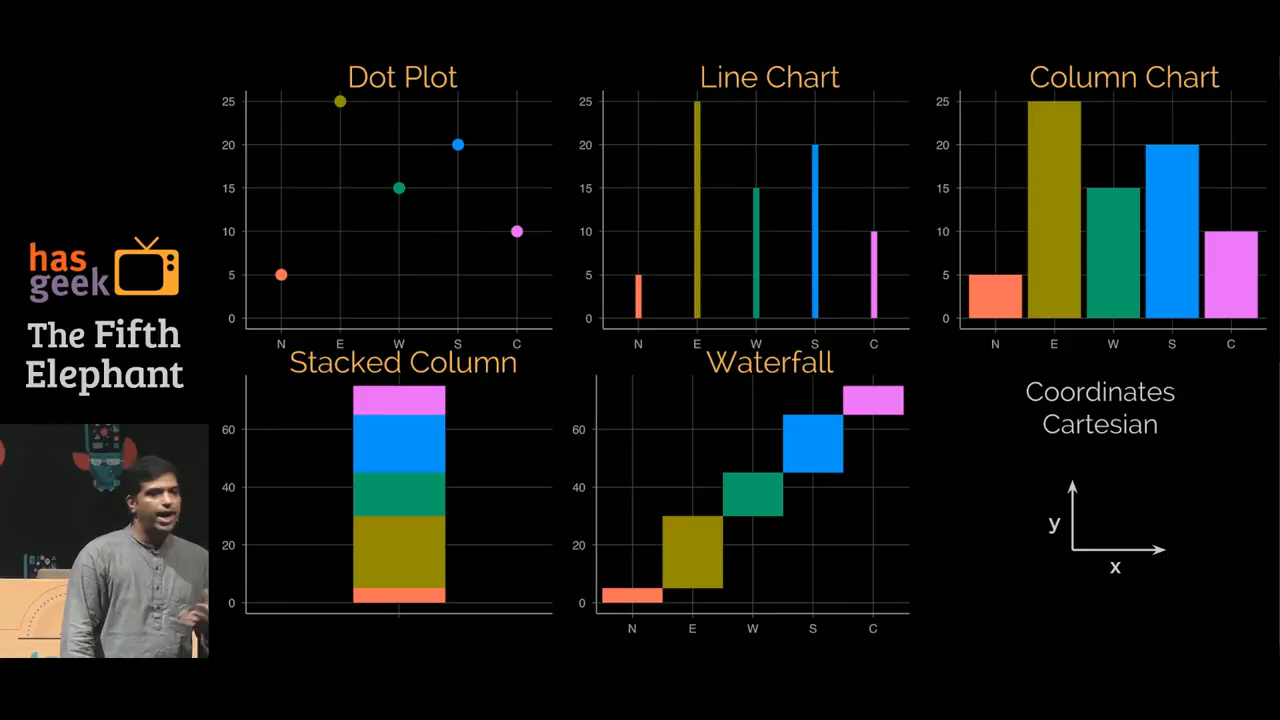 Dot Plot
25
20
15
10
5
0
N E W S C
Line Chart
25
20
15
10
5
0
N E W S C
Column Chart
25
20
15
10
5
0
N E W S C
has
geek
The Fifth
Elephant
Stacked Column
60
40
20
0
Waterfall
60
40
20
0
N E W S C
Coordinates
Cartesian
y
x